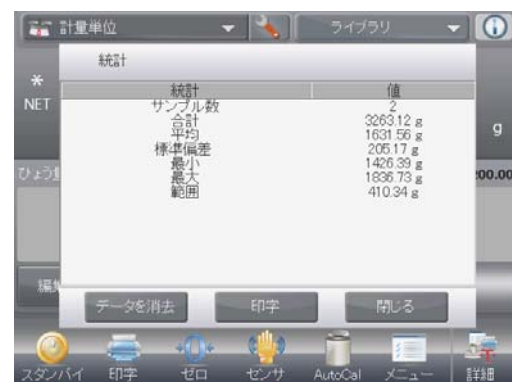 計量単位 ライブラリ
統計
*
NET
統計 値
サンプル数 2
合計 3263.12 g
平均 1631.56 g
標準偏差 205.17 g
最小 1426.39 g
最大 1836.73 g
範囲 410.34 g
g
ひょう量 200.00
編集
データを消去 印字 閉じる
スタンバイ 印字 ゼロ センサ AutoCal メニュー 詳細